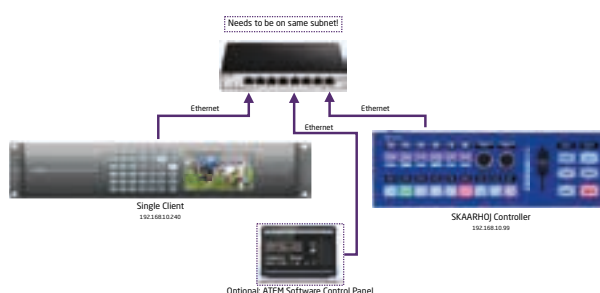 Needs to be on same subnet!
Ethernet
Ethernet
Ethernet
Single Client
192.168.10.240
SKAARHOJ Controller
192.168.10.99
Optional: ATEM Software Control Panel